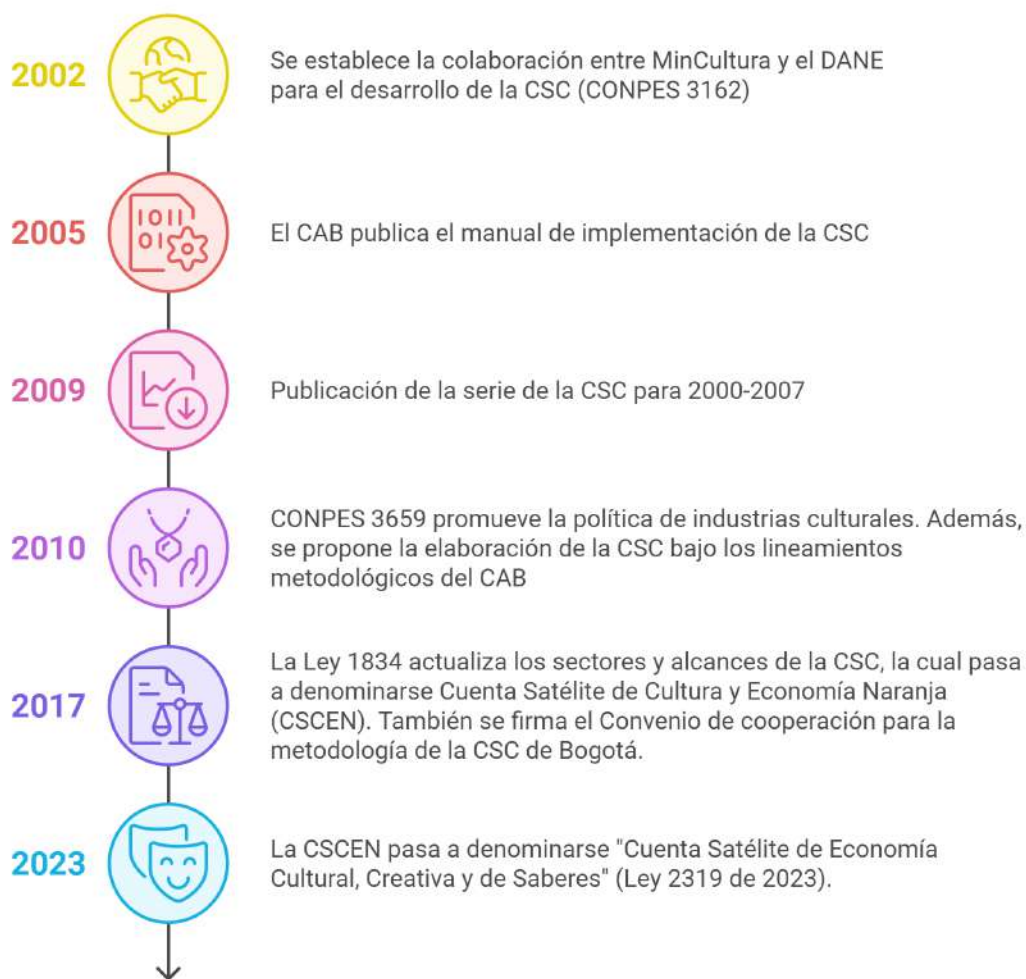 2002
Se establece la colaboración entre MinCultura y el DANE
para el desarrollo de la CSC (CONPES 3162)
2005
1011
01
El CAB publica el manual de implementación de la CSC
2009
Publicación de la serie de la CSC para 2000-2007
2010
CONPES 3659 promueve la política de industrias culturales. Además,
se propone la elaboración de la CSC bajo los lineamientos
metodológicos del CAB
2017
La Ley 1834 actualiza los sectores y alcances de la CSC, la cual pasa
a denominarse Cuenta Satélite de Cultura y Economía Naranja
(CSCEN). También se firma el Convenio de cooperación para la
metodología de la CSC de Bogotá.
2023
La CSCEN pasa a denominarse "Cuenta Satélite de Economía
Cultural, Creativa y de Saberes" (Ley 2319 de 2023).